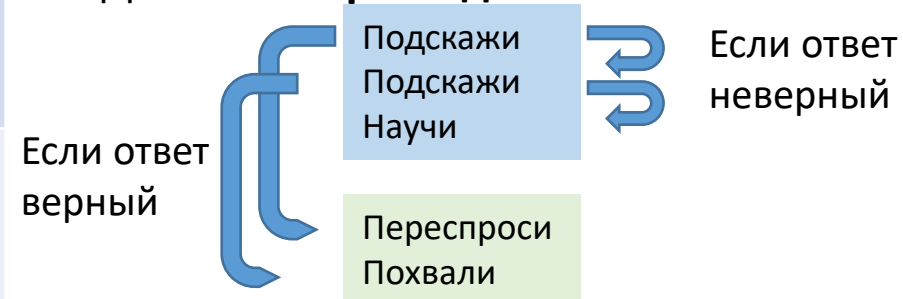 Подскажи
Подскажи
Научи
Если ответ
неверный
Если ответ
верный
Переспроси
Похвали